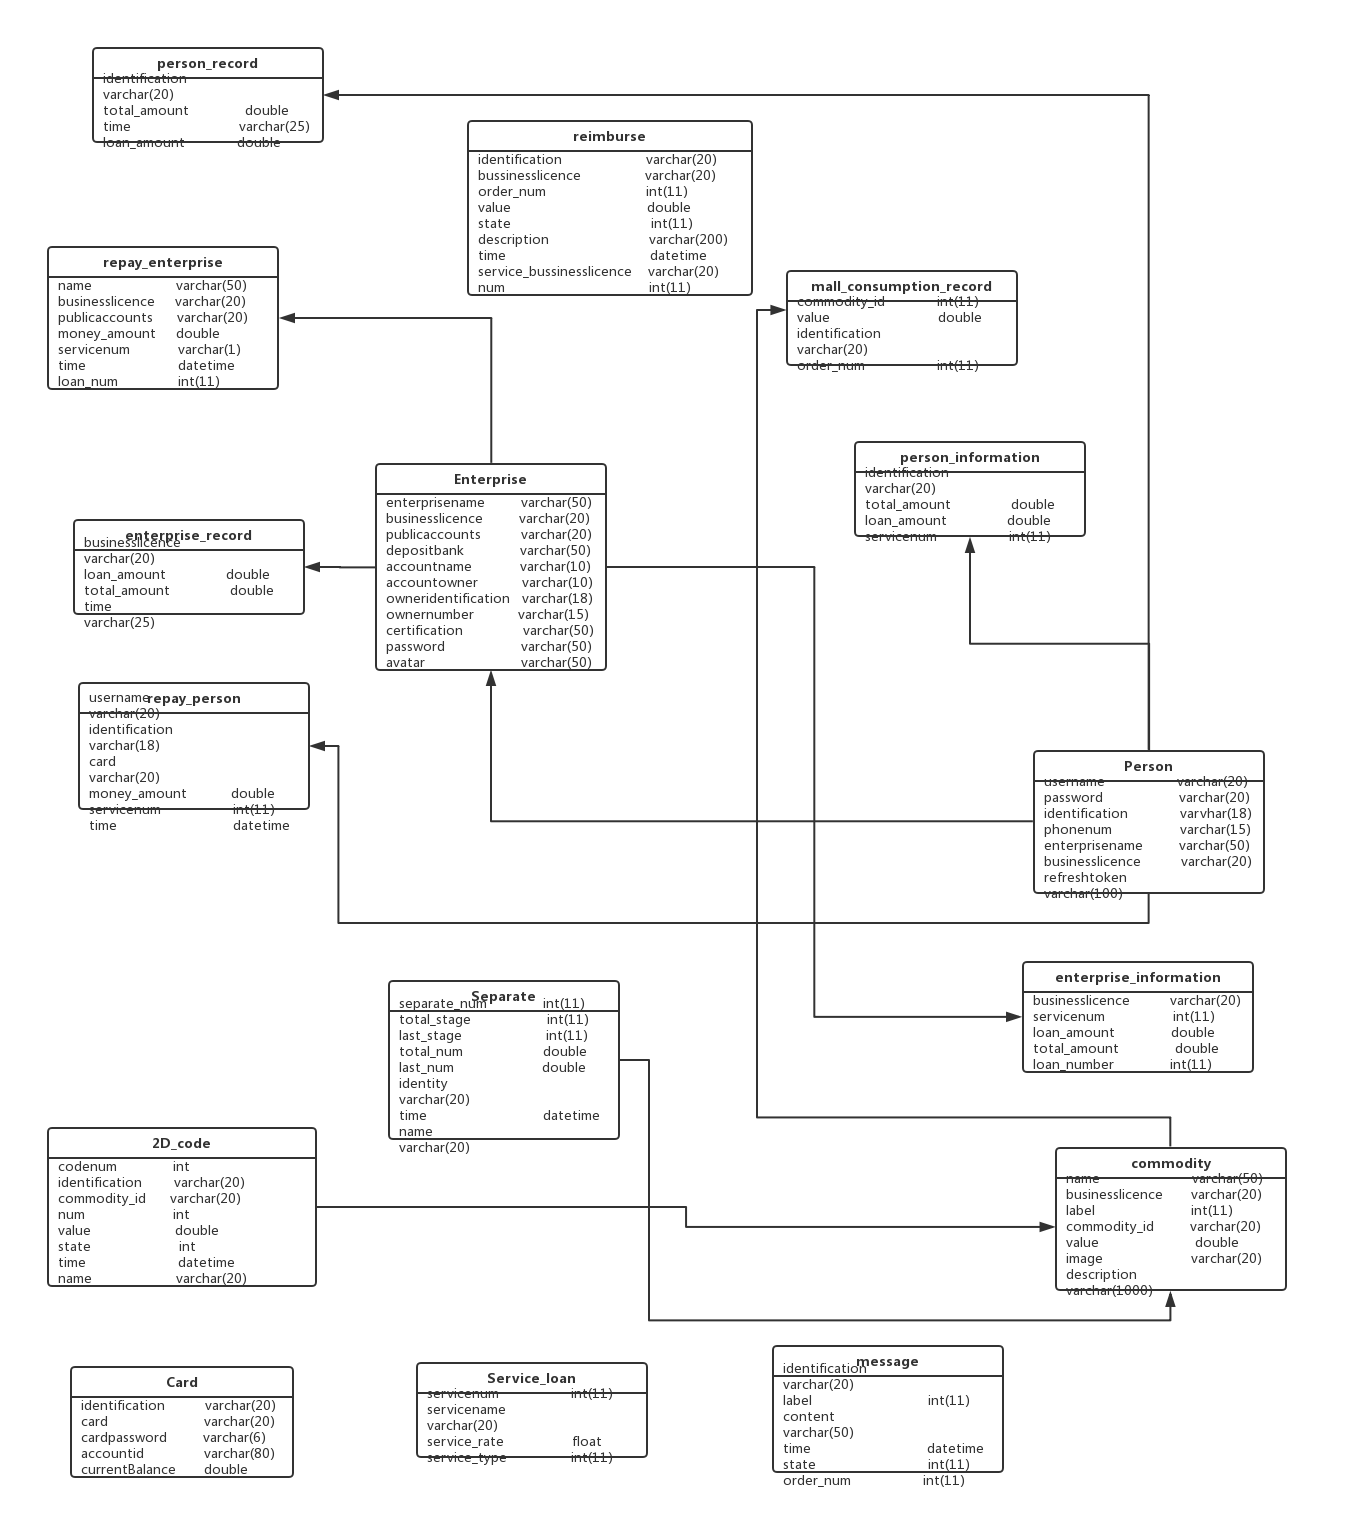 person_record
identification
varchar(20)
total_amount double
time varchar(25)
loan_amount double
reimburse
identification varchar(20)
bussinesslicence varchar(20)
order_num int(11)
value double
state int(11)
description varchar(200)
time datetime
service_bussinesslicence varchar(20)
num int(11)
repay_enterprise
name varchar(50)
businesslicence varchar(20)
publicaccounts varchar(20)
money_amount double
servicenum varchar(1)
time datetime
loan_num int(11)
mall_consumption_record
commodity_id int(11)
value double
identification
varchar(20)
order_num int(11)
person_information
identification
varchar(20)
total_amount double
loan_amount double
servicenum int(11)
Enterprise
enterprisename varchar(50)
businesslicence varchar(20)
publicaccounts varchar(20)
depositbank varchar(50)
accountname varchar(10)
accountowner varchar(10)
owneridentification varchar(18)
ownernumber varchar(15)
certification varchar(50)
password varchar(50)
avatar varchar(50)
enterprise_record
businesslicence
varchar(20)
loan_amount double
total_amount double
time
varchar(25)
repay_person
username
varchar(20)
identification
varchar(18)
card
varchar(20)
money_amount double
servicenum int(11)
time datetime
Person
username varchar(20)
password varchar(20)
identification varvhar(18)
phonenum varchar(15)
enterprisename varchar(50)
businesslicence varchar(20)
refreshtoken
varchar(100)
enterprise_information
businesslicence varchar(20)
servicenum int(11)
loan_amount double
total_amount double
loan_number int(11)
Separate
separate_num int(11)
total_stage int(11)
last_stage int(11)
total_num double
last_num double
identity
varchar(20)
time datetime
name
varchar(20)
2D_code
codenum int
identification varchar(20)
commodity_id varchar(20)
num int
value double
state int
time datetime
name varchar(20)
commodity
name varchar(50)
businesslicence varchar(20)
label int(11)
commodity_id varchar(20)
value double
image varchar(20)
description
varchar(1000)
Card
identification varchar(20)
card varchar(20)
cardpassword varchar(6)
accountid varchar(80)
currentBalance double
Service_loan
servicenum int(11)
servicename
varchar(20)
service_rate float
service_type int(11)
message
identification
varchar(20)
label int(11)
content
varchar(50)
time datetime
state int(11)
order_num int(11)